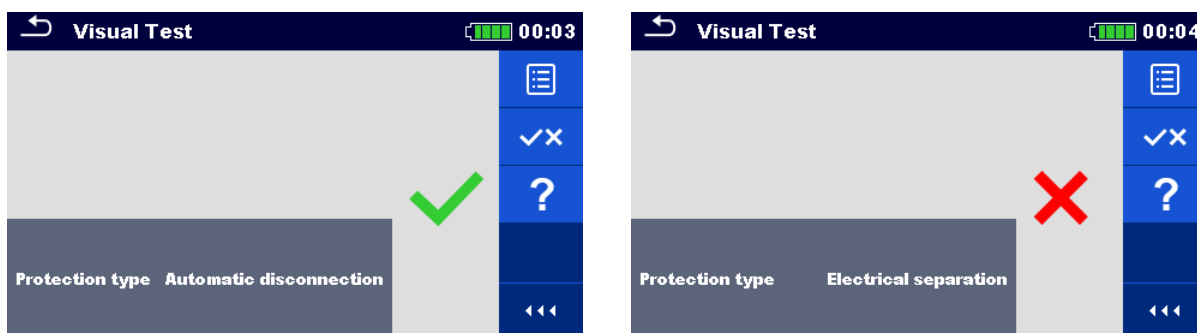 Visual Test 00:03
?
Protection type Automatic disconnection
Visual Test 00:04
?
Protection type Electrical separation